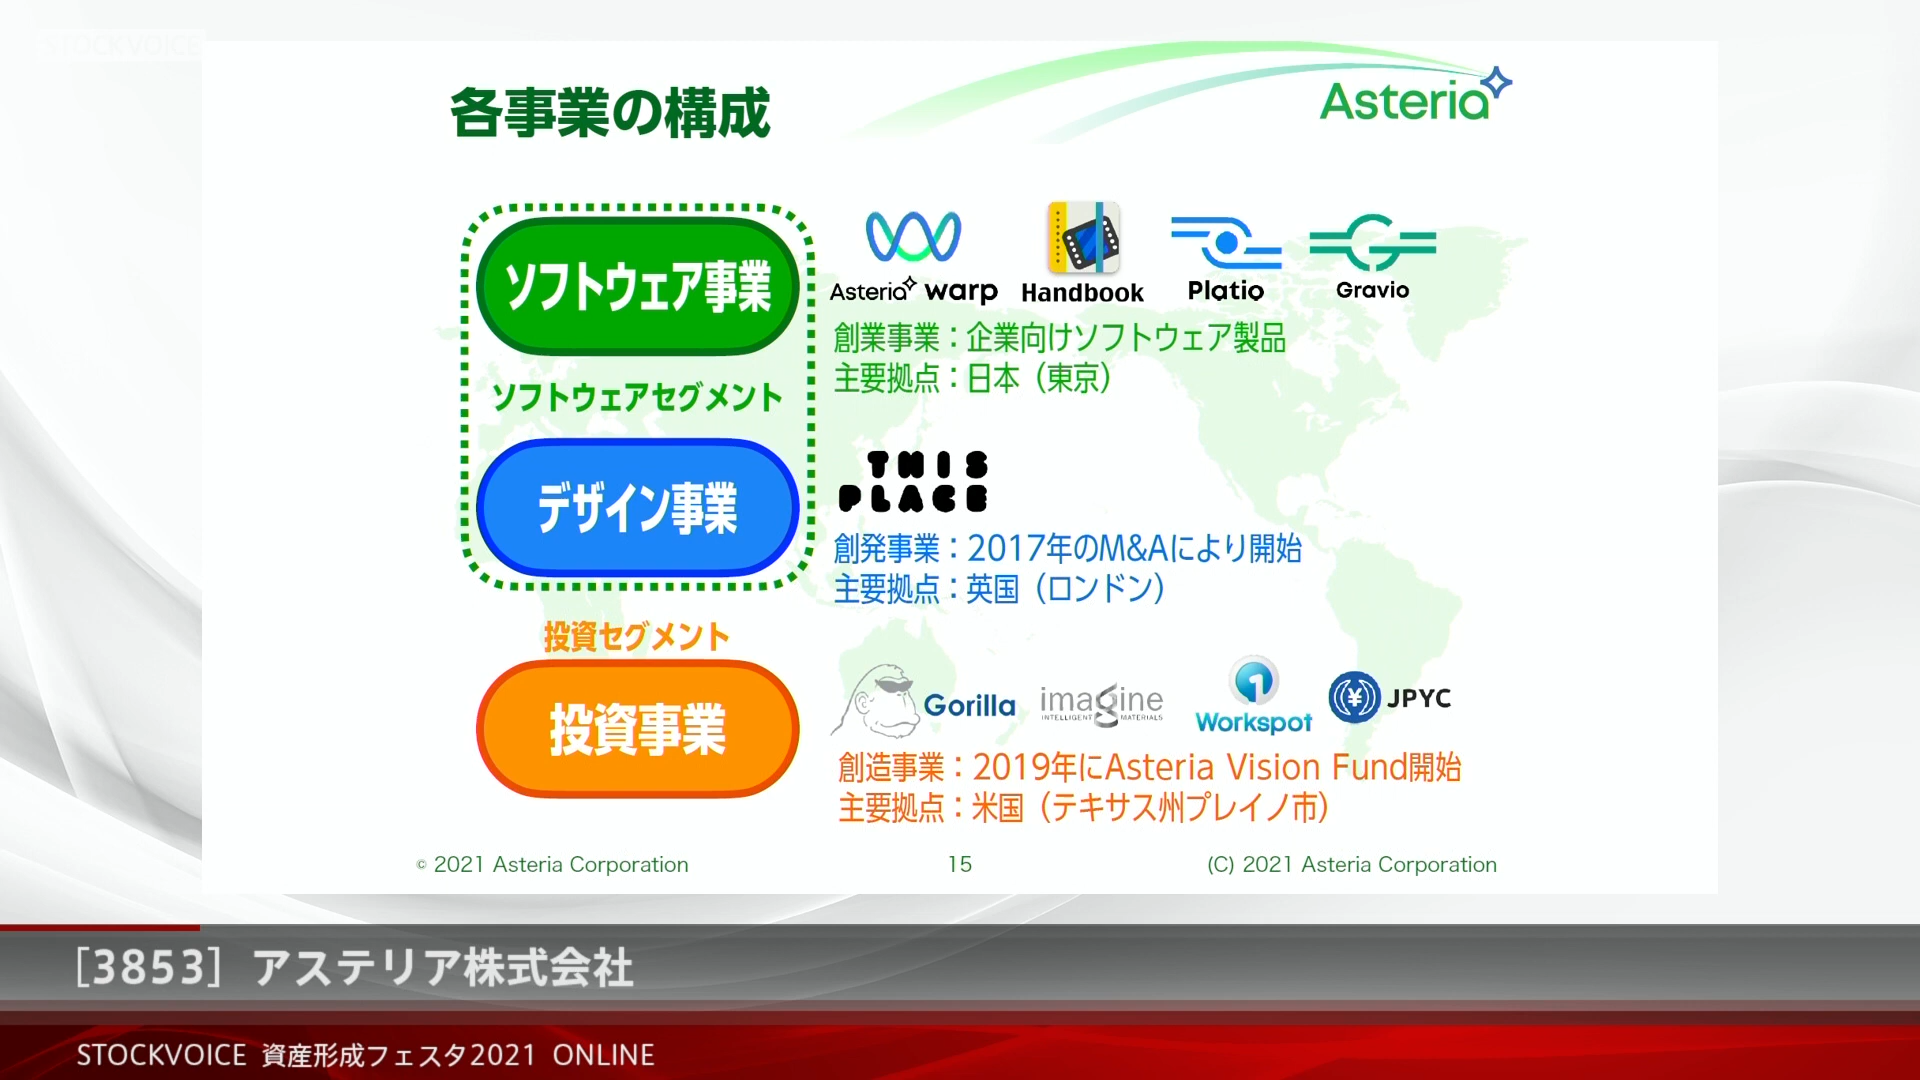 STOCKVOICE
各事業の構成
Asteria
ソフトウェア事業
Asteria warp
Handbook
Platio
Gravio
創業事業：企業向けソフトウェア製品
主要拠点：日本（東京）
ソフトウェアセグメント
デザイン事業
THIS
PLACE
創発事業：2017年のM&Aにより開始
主要拠点：英国（ロンドン）
投資セグメント
投資事業
Gorilla
imagine
INTELLIGENT MATERIALS
1
Workspot
JPYC
創造事業：2019年にAsteria Vision Fund開始
主要拠点：米国（テキサス州プレイノ市）
© 2021 Asteria Corporation
15
(C) 2021 Asteria Corporation
[3853] アステリア株式会社
STOCKVOICE 資産形成フェスタ2021 ONLINE